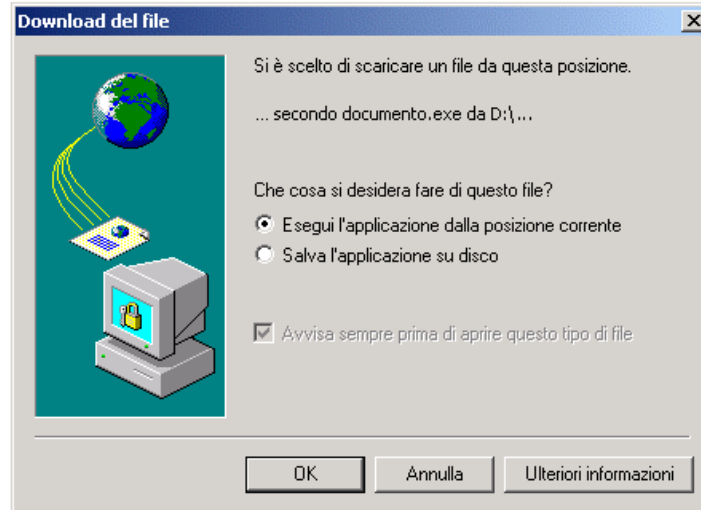 Download del file
Si è scelto di scaricare un file da questa posizione.
... secondo documento.exe da D:\...
Che cosa si desidera fare di questo file?
Esegui l'applicazione dalla posizione corrente
Salva l'applicazione su disco
Avvisa sempre prima di aprire questo tipo di file
OK Annulla Ulteriori informazioni